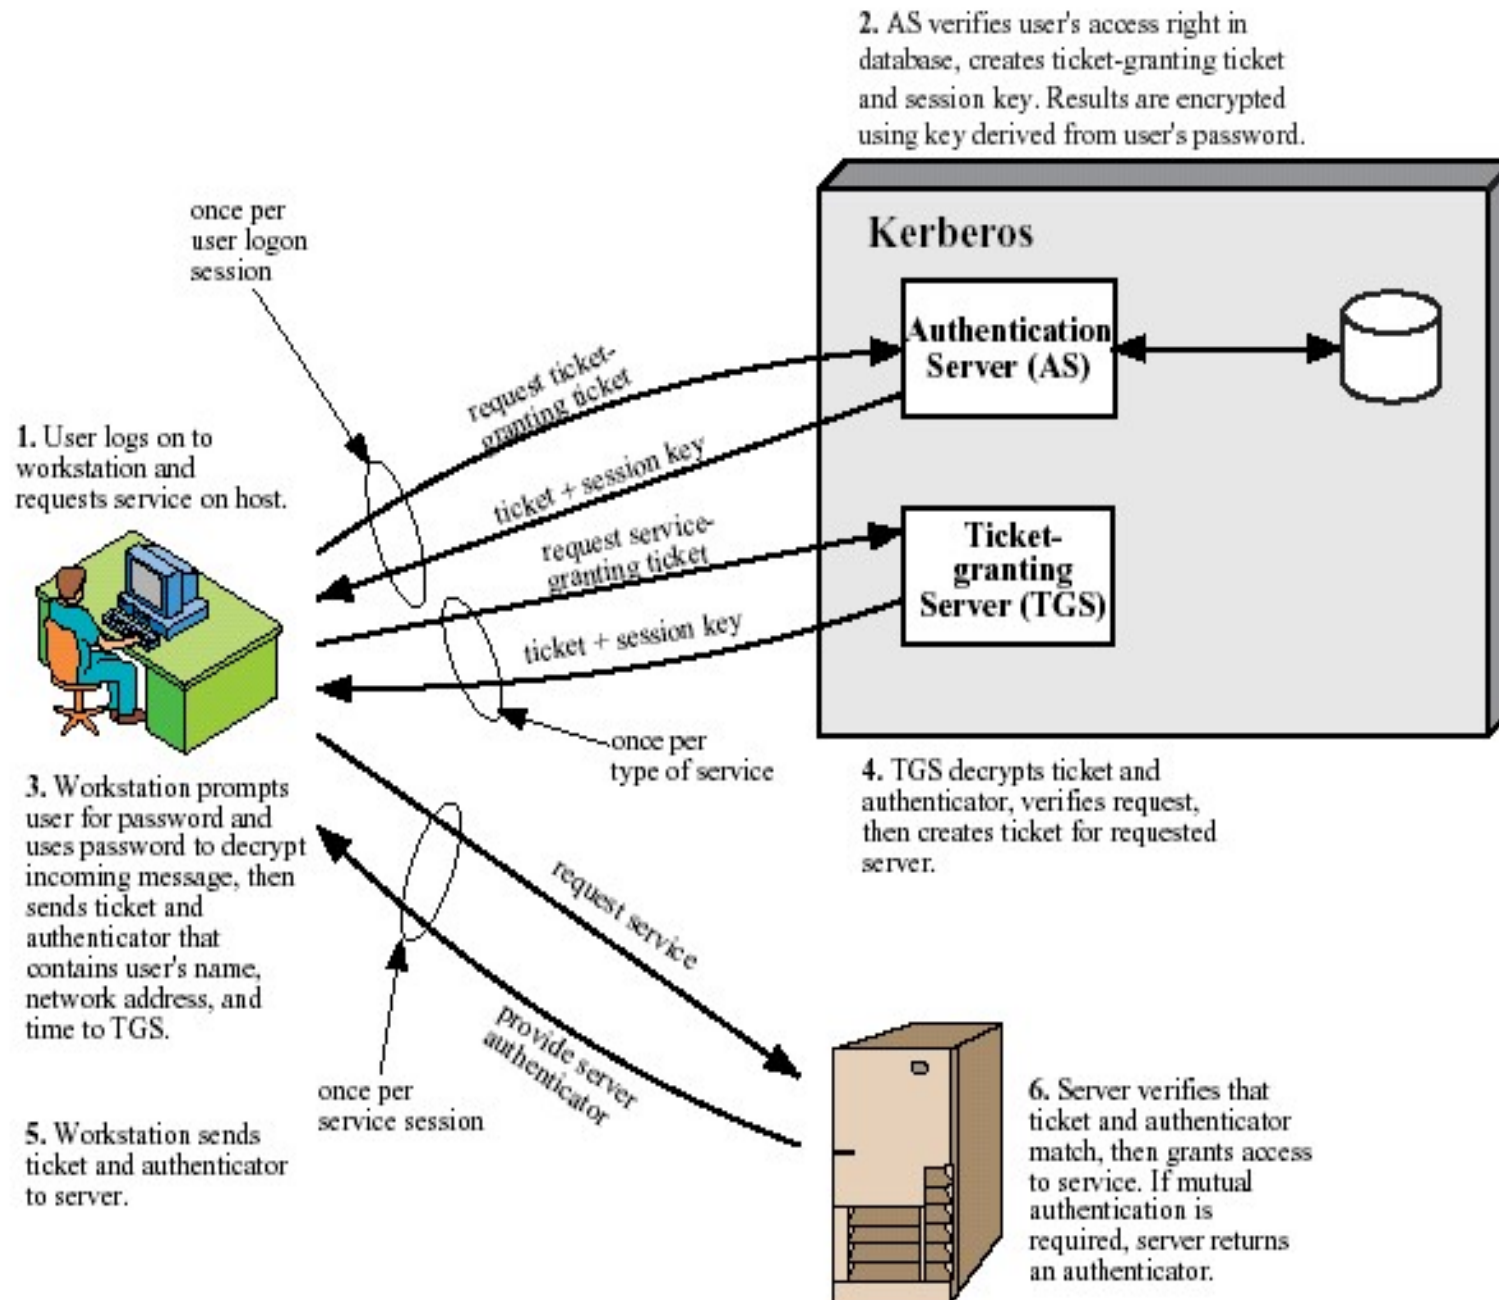 2. AS verifies user's access right in
database, creates ticket-granting ticket
and session key. Results are encrypted
using key derived from user's password.
once per
user logon
session
Kerberos
Authentication
Server (AS)
request ticket-
granting ticket
1. User logs on to
workstation and
requests service on host.
ticket + session key
request service-
granting ticket
Ticket-
granting
Server (TGS)
ticket + session key
once per
type of service
3. Workstation prompts
user for password and
uses password to decrypt
incoming message, then
sends ticket and
authenticator that
contains user's name,
network address, and
time to TGS.
4. TGS decrypts ticket and
authenticator, verifies request,
then creates ticket for requested
server.
request service
provide server
authenticator
once per
service session
5. Workstation sends
ticket and authenticator
to server.
6. Server verifies that
ticket and authenticator
match, then grants access
to service. If mutual
authentication is
required, server returns
an authenticator.